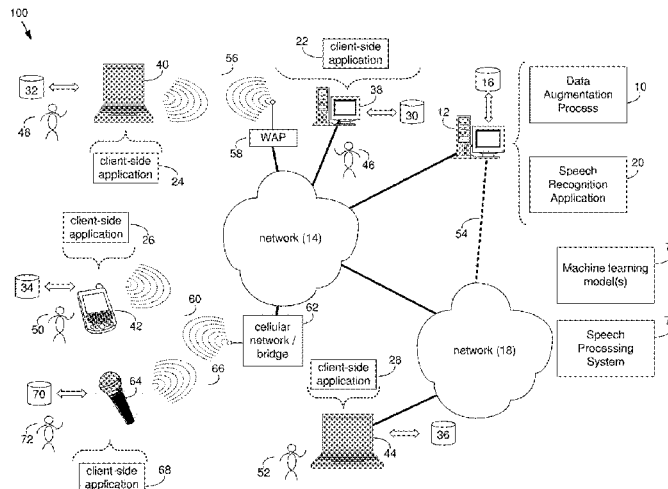 100
40
56
22
client-side
application
32
38
16
Data
Augmentation
Process
10
48
WAP
30
12
58
46
client-side
application
24
Speech
Recognition
Application
20
client-side
application
26
network (14)
54
34
60
62
Machine learning
model(s)
7
50
42
cellular
network /
bridge
network (18)
Speech
Processing
System
7
66
client-side
application
28
70
64
72
44
36
52
client-side
application
68